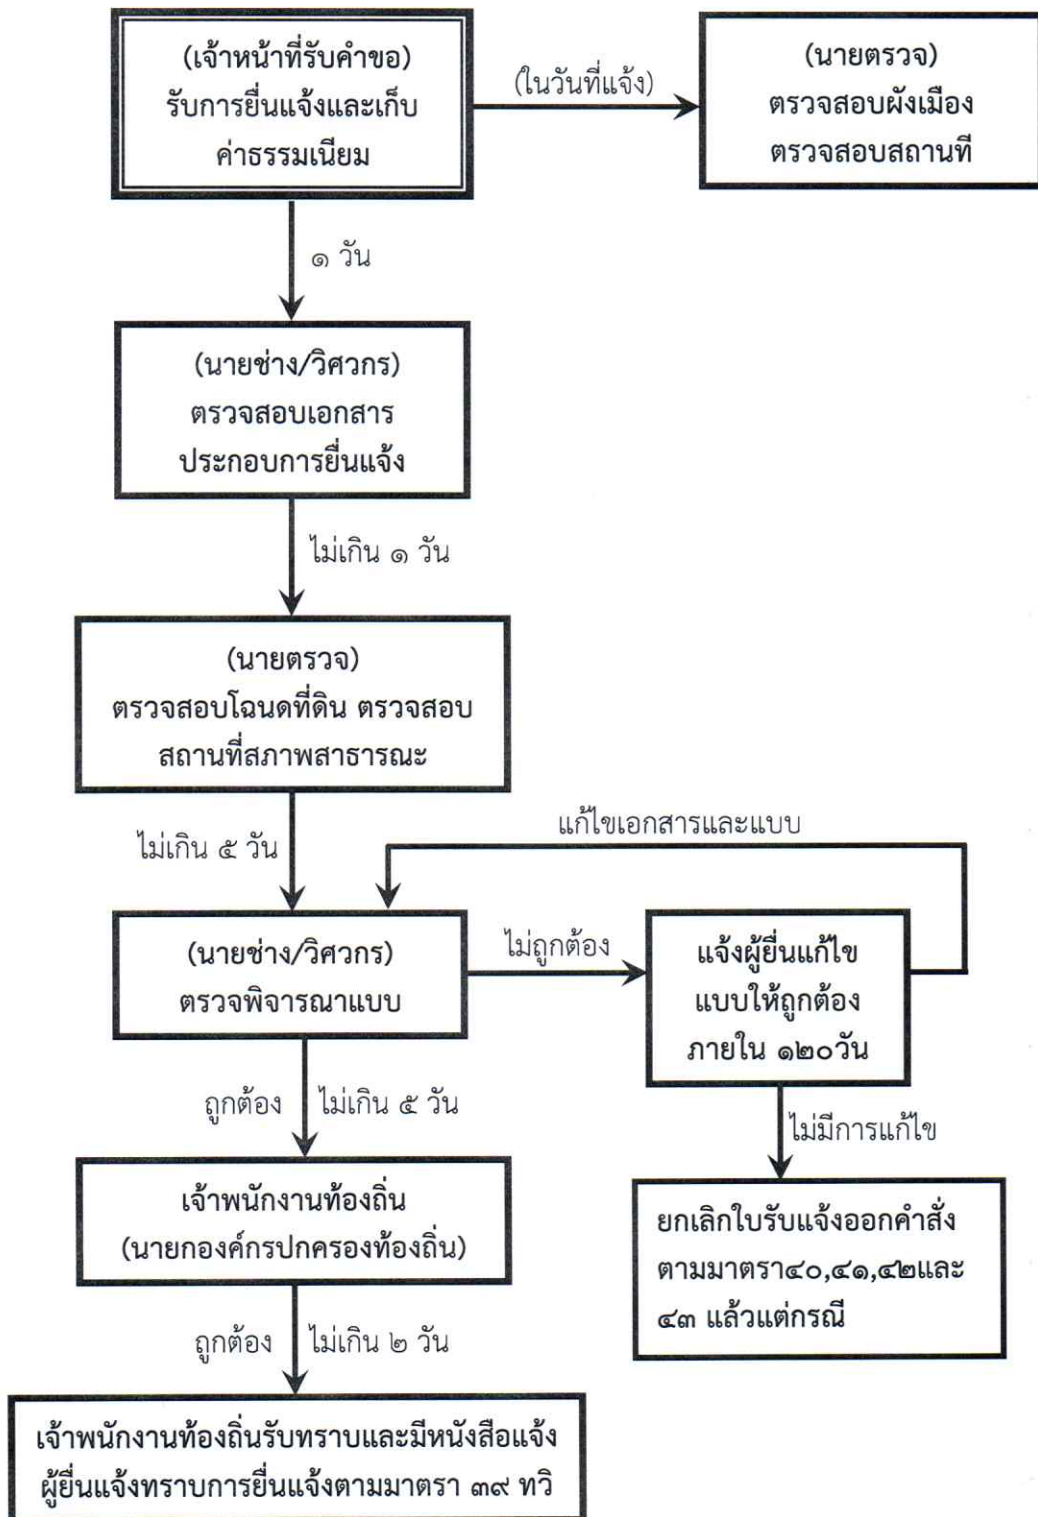 (เจ้าหน้าที่รับคำขอ)
รับการยื่นแจ้งและเก็บ
ค่าธรรมเนียม
(ในวันที่แจ้ง)
(นายตรวจ)
ตรวจสอบผังเมือง
ตรวจสอบสถานที
๑ วัน
(นายช่าง/วิศวกร)
ตรวจสอบเอกสาร
ประกอบการยื่นแจ้ง
ไม่เกิน ๑ วัน
(นายตรวจ)
ตรวจสอบโฉนดที่ดิน ตรวจสอบ
สถานที่สภาพสาธารณะ
ไม่เกิน ๕ วัน
แก้ไขเอกสารและแบบ
(นายช่าง/วิศวกร)
ตรวจพิจารณาแบบ
ไม่ถูกต้อง
แจ้งผู้ยื่นแก้ไข
แบบให้ถูกต้อง
ภายใน ๑๒๐วัน
ถูกต้อง
ไม่เกิน ๕ วัน
ไม่มีการแก้ไข
เจ้าพนักงานท้องถิ่น
(นายกองค์กรปกครองท้องถิ่น)
ยกเลิกใบรับแจ้งออกคำสั่ง
ตามมาตรา๔๐,๔๑,๔๒และ
๔๓ แล้วแต่กรณี
ถูกต้อง
ไม่เกิน ๒ วัน
เจ้าพนักงานท้องถิ่นรับทราบและมีหนังสือแจ้ง
ผู้ยื่นแจ้งทราบการยื่นแจ้งตามมาตรา ๓๙ ทวิ